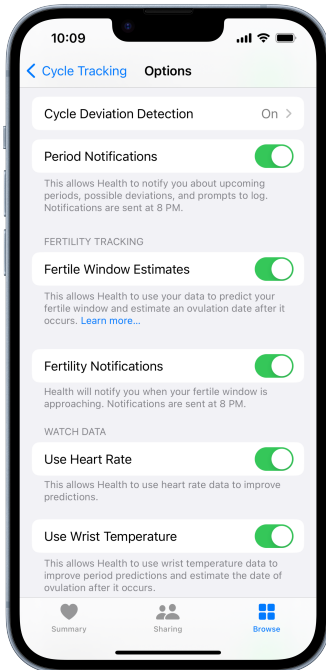 10:09
Cycle Tracking Options
Cycle Deviation Detection On
Period Notifications
This allows Health to notify you about upcoming
periods, possible deviations, and prompts to log.
Notifications are sent at 8 PM.
FERTILITY TRACKING
Fertile Window Estimates
This allows Health to use your data to predict your
fertile window and estimate an ovulation date after it
occurs. Learn more...
Fertility Notifications
Health will notify you when your fertile window is
approaching. Notifications are sent at 8 PM.
WATCH DATA
Use Heart Rate
This allows Health to use heart rate data to improve
predictions.
Use Wrist Temperature
This allows Health to use wrist temperature data to
improve period predictions and estimate the date of
ovulation after it occurs.
Summary Sharing Browse